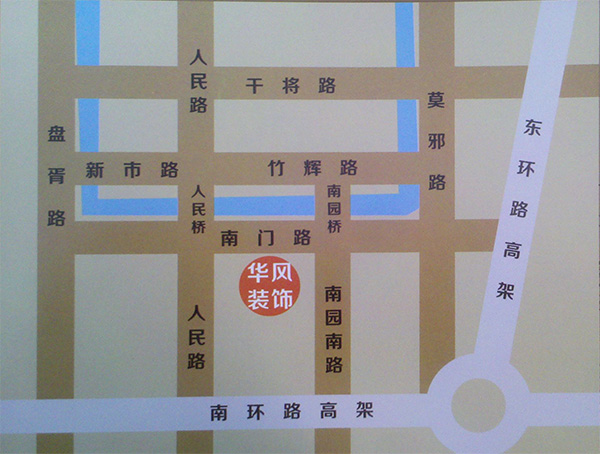 人民路
干将路
莫邪路
东环路高架
盘胥路
新市路
竹辉路
人民桥
南园桥
南门路
华风
装饰
人民路
南园南路
南环路高架